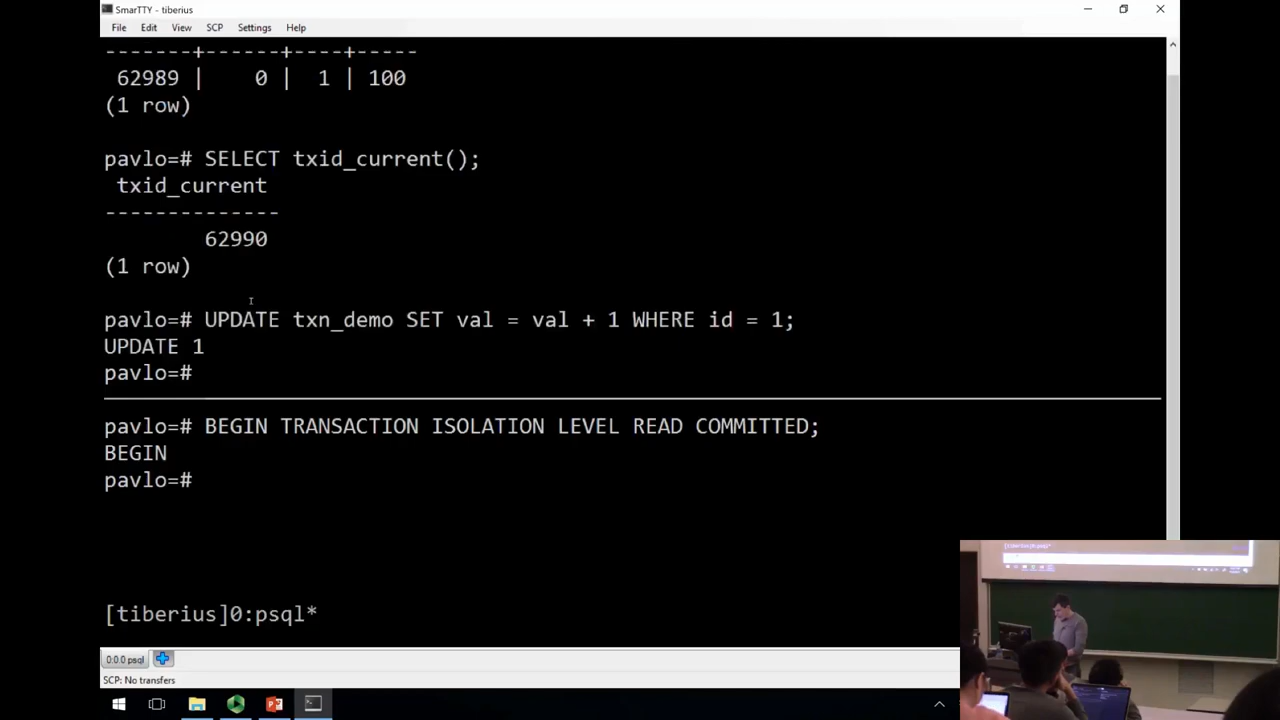 SmarTTY - tiberius
File Edit View SCP Settings Help
-------+------+----+-----
62989 | 0 | 1 | 100
(1 row)
pavlo=# SELECT txid_current();
txid_current
--------------
62990
(1 row)
pavlo=# UPDATE txn_demo SET val = val + 1 WHERE id = 1;
UPDATE 1
pavlo=#
pavlo=# BEGIN TRANSACTION ISOLATION LEVEL READ COMMITTED;
BEGIN
pavlo=#
[tiberius]0:psql*
0:0.0 psql
SCP: No transfers